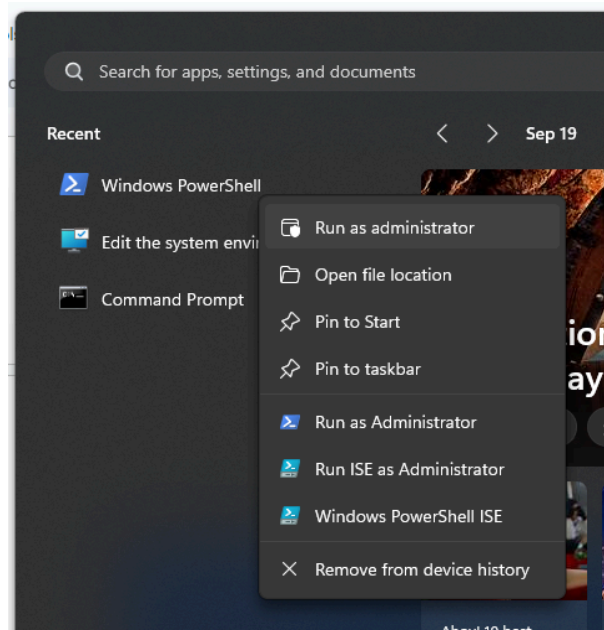 Search for apps, settings, and documents
Recent
Sep 19
Windows PowerShell
Run as administrator
Edit the system envi
Open file location
Command Prompt
Pin to Start
Pin to taskbar
Run as Administrator
Run ISE as Administrator
Windows PowerShell ISE
Remove from device history